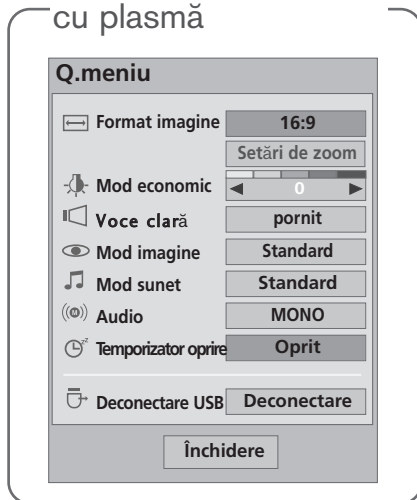 cu plasmă
Q.meniu
Format imagine 16:9
Setări de zoom
Mod economic 0
Voce clară pornit
Mod imagine Standard
Mod sunet Standard
Audio MONO
Temporizator oprire Oprit
Deconectare USB Deconectare
Închidere